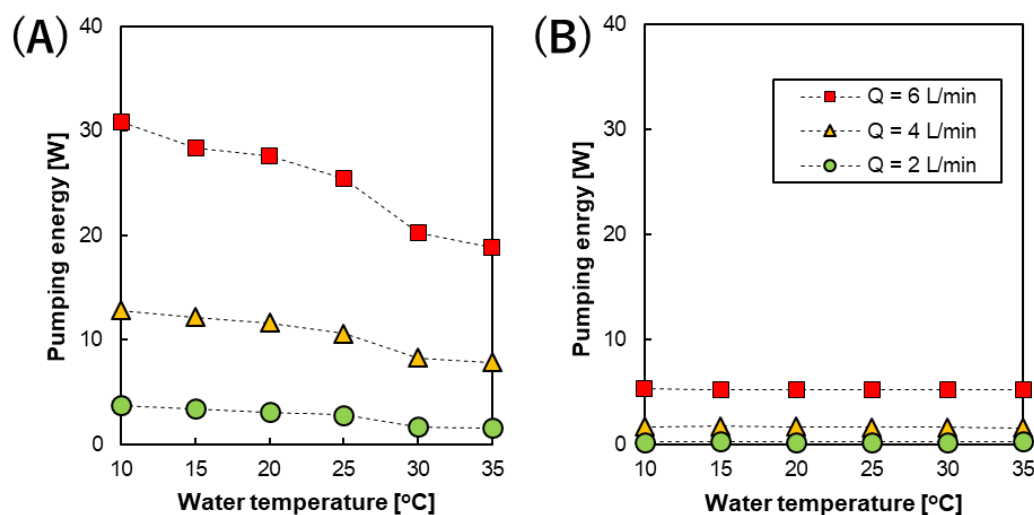 (A)
Pumping energy [W]
40
30
20
10
0
10 15 20 25 30 35
Water temperature [°C]
(B)
Pumping energy [W]
40
30
20
10
0
10 15 20 25 30 35
Water temperature [°C]
Q = 6 L/min
Q = 4 L/min
Q = 2 L/min